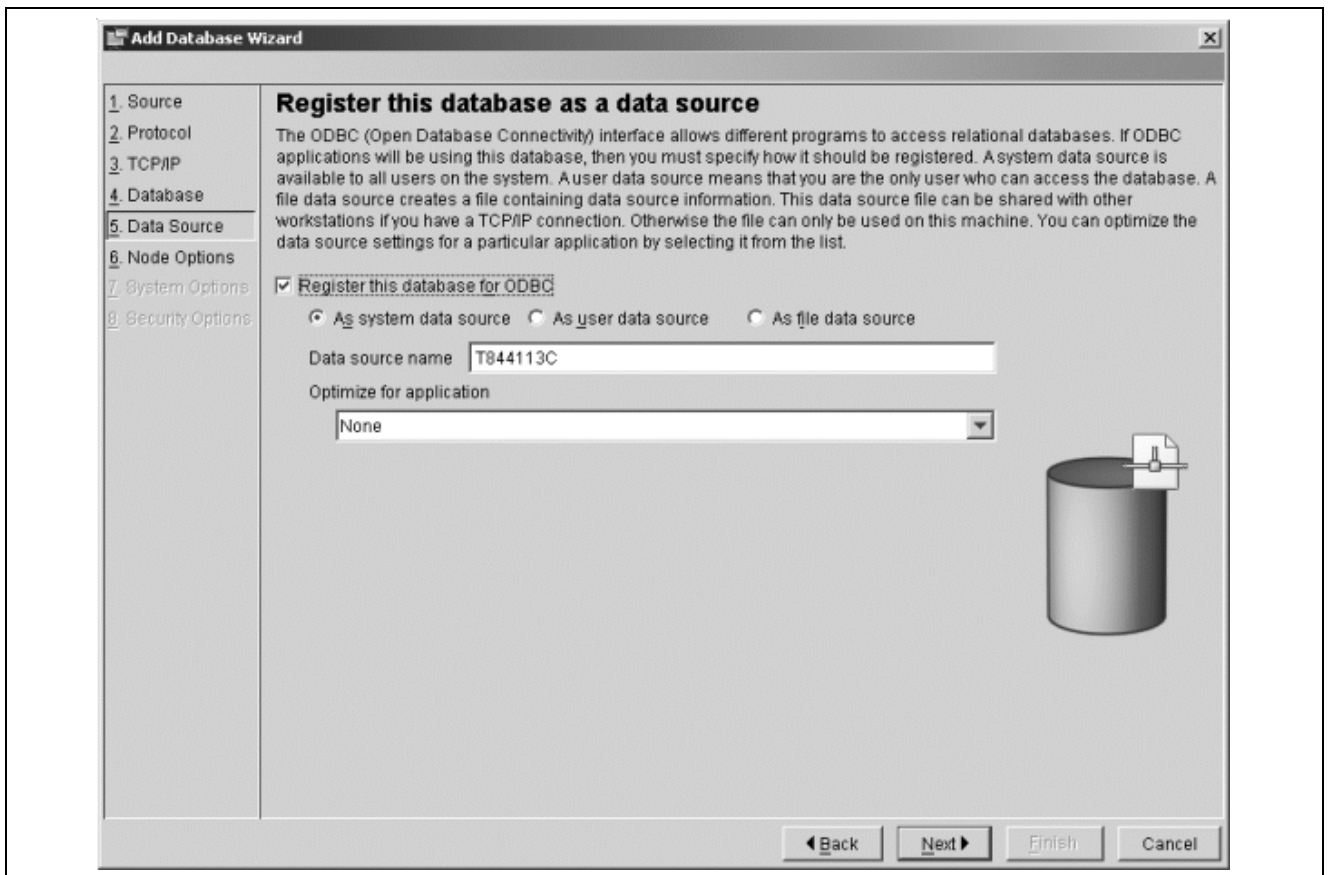 Add Database Wizard
1. Source
2. Protocol
3. TCP/IP
4. Database
5. Data Source
6. Node Options
7. System Options
8. Security Options
Register this database as a data source
The ODBC (Open Database Connectivity) interface allows different programs to access relational databases. If ODBC
applications will be using this database, then you must specify how it should be registered. A system data source is
available to all users on the system. A user data source means that you are the only user who can access the database. A
file data source creates a file containing data source information. This data source file can be shared with other
workstations if you have a TCP/IP connection. Otherwise the file can only be used on this machine. You can optimize the
data source settings for a particular application by selecting it from the list.
Register this database for ODBC
As system data source As user data source As file data source
Data source name T844113C
Optimize for application
None
Back Next Finish Cancel